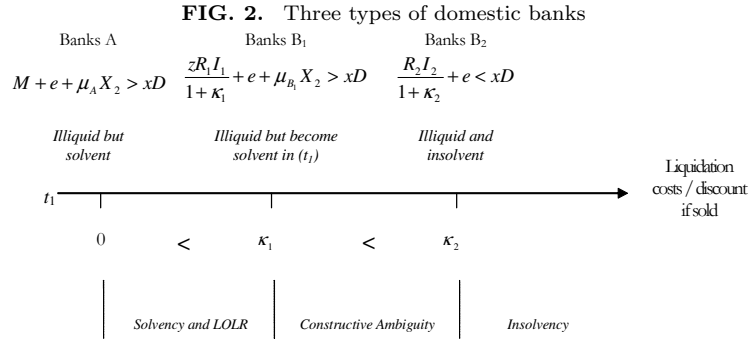 FIG. 2. Three types of domestic banks
Banks A Banks B₁ Banks B₂
M + e + μ_A X₂ > xD zR₁I₁/(1 + κ₁) + e + μ_B₁ X₂ > xD R₂I₂/(1 + κ₂) + e < xD
Illiquid but Illiquid but become Illiquid and
solvent solvent in (t₁) insolvent
Liquidation
t₁ costs / discount
if sold
0 < κ₁ < κ₂
Solvency and LOLR Constructive Ambiguity Insolvency